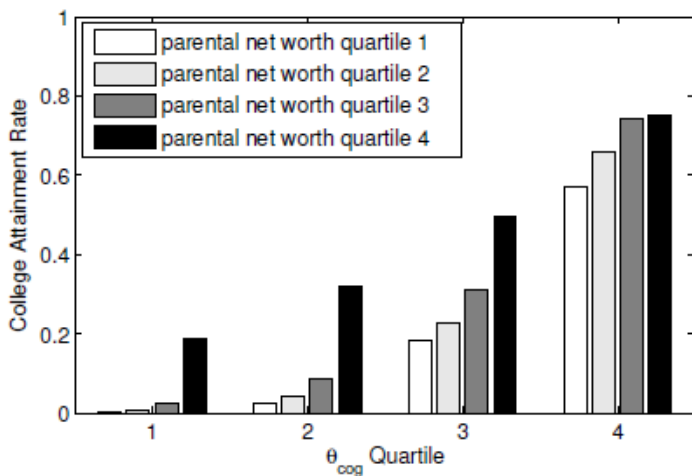 1
parental net worth quartile 1
parental net worth quartile 2
0.8
parental net worth quartile 3
parental net worth quartile 4
0.6
College Attainment Rate
0.4
0.2
0
1 2 3 4
θcog Quartile